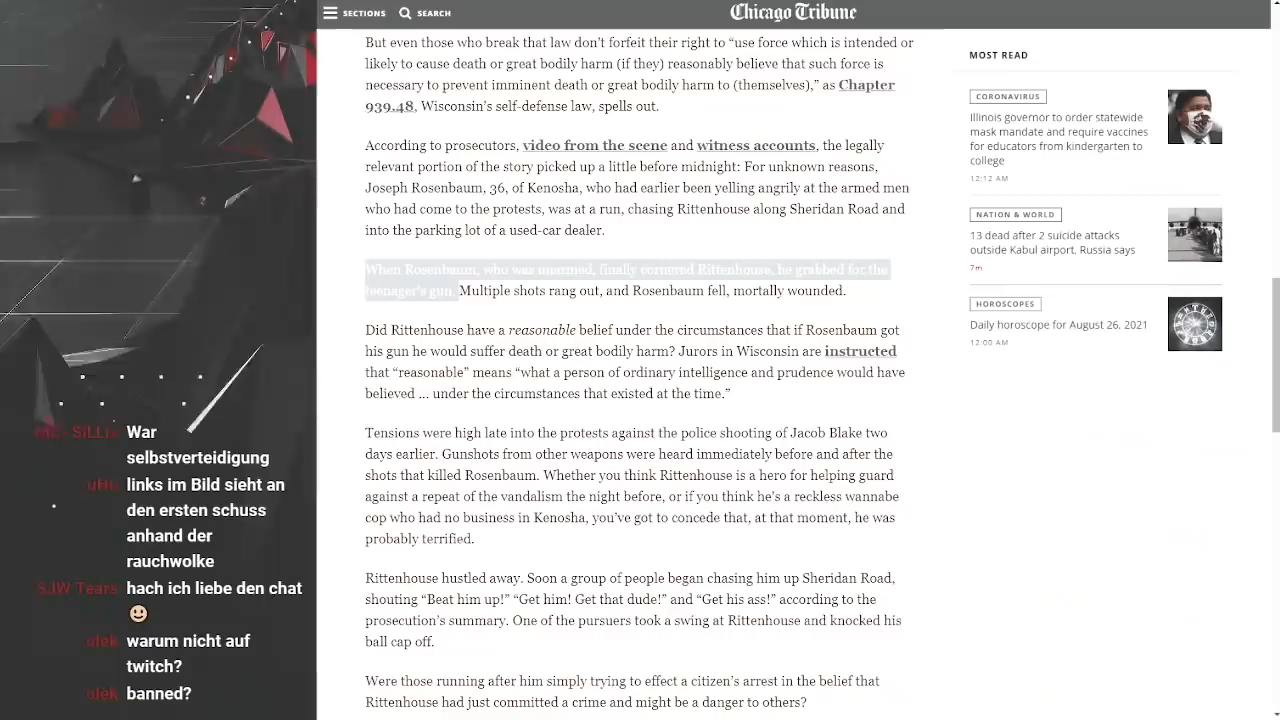 SECTIONS
SEARCH
Chicago Tribune
But even those who break that law don't forfeit their right to “use force which is intended or
likely to cause death or great bodily harm (if they) reasonably believe that such force is
necessary to prevent imminent death or great bodily harm to (themselves),” as Chapter
939.48, Wisconsin's self-defense law, spells out.
According to prosecutors, video from the scene and witness accounts, the legally
relevant portion of the story picked up a little before midnight: For unknown reasons,
Joseph Rosenbaum, 36, of Kenosha, who had earlier been yelling angrily at the armed men
who had come to the protests, was at a run, chasing Rittenhouse along Sheridan Road and
into the parking lot of a used-car dealer.
When Rosenbaum, who was unarmed, finally cornered Rittenhouse, he grabbed for the
teenager's gun. Multiple shots rang out, and Rosenbaum fell, mortally wounded.
Did Rittenhouse have a reasonable belief under the circumstances that if Rosenbaum got
his gun he would suffer death or great bodily harm? Jurors in Wisconsin are instructed
that “reasonable” means “what a person of ordinary intelligence and prudence would have
believed ... under the circumstances that existed at the time.”
Tensions were high late into the protests against the police shooting of Jacob Blake two
days earlier. Gunshots from other weapons were heard immediately before and after the
shots that killed Rosenbaum. Whether you think Rittenhouse is a hero for helping guard
against a repeat of the vandalism the night before, or if you think he's a reckless wannabe
cop who had no business in Kenosha, you've got to concede that, at that moment, he was
probably terrified.
Rittenhouse hustled away. Soon a group of people began chasing him up Sheridan Road,
shouting “Beat him up!” “Get him! Get that dude!” and “Get his ass!” according to the
prosecution's summary. One of the pursuers took a swing at Rittenhouse and knocked his
ball cap off.
Were those running after him simply trying to effect a citizen's arrest in the belief that
Rittenhouse had just committed a crime and might be a danger to others?
MOST READ
CORONAVIRUS
Illinois governor to order statewide
mask mandate and require vaccines
for educators from kindergarten to
college
12:12 AM
NATION & WORLD
13 dead after 2 suicide attacks
outside Kabul airport, Russia says
7m
HOROSCOPES
Daily horoscope for August 26, 2021
12:00 AM
War
selbstverteidigung
links im Bild sieht an
den ersten schuss
anhand der
rauchwolke
SJW Tears hach ich liebe den chat
warum nicht auf
twitch?
banned?